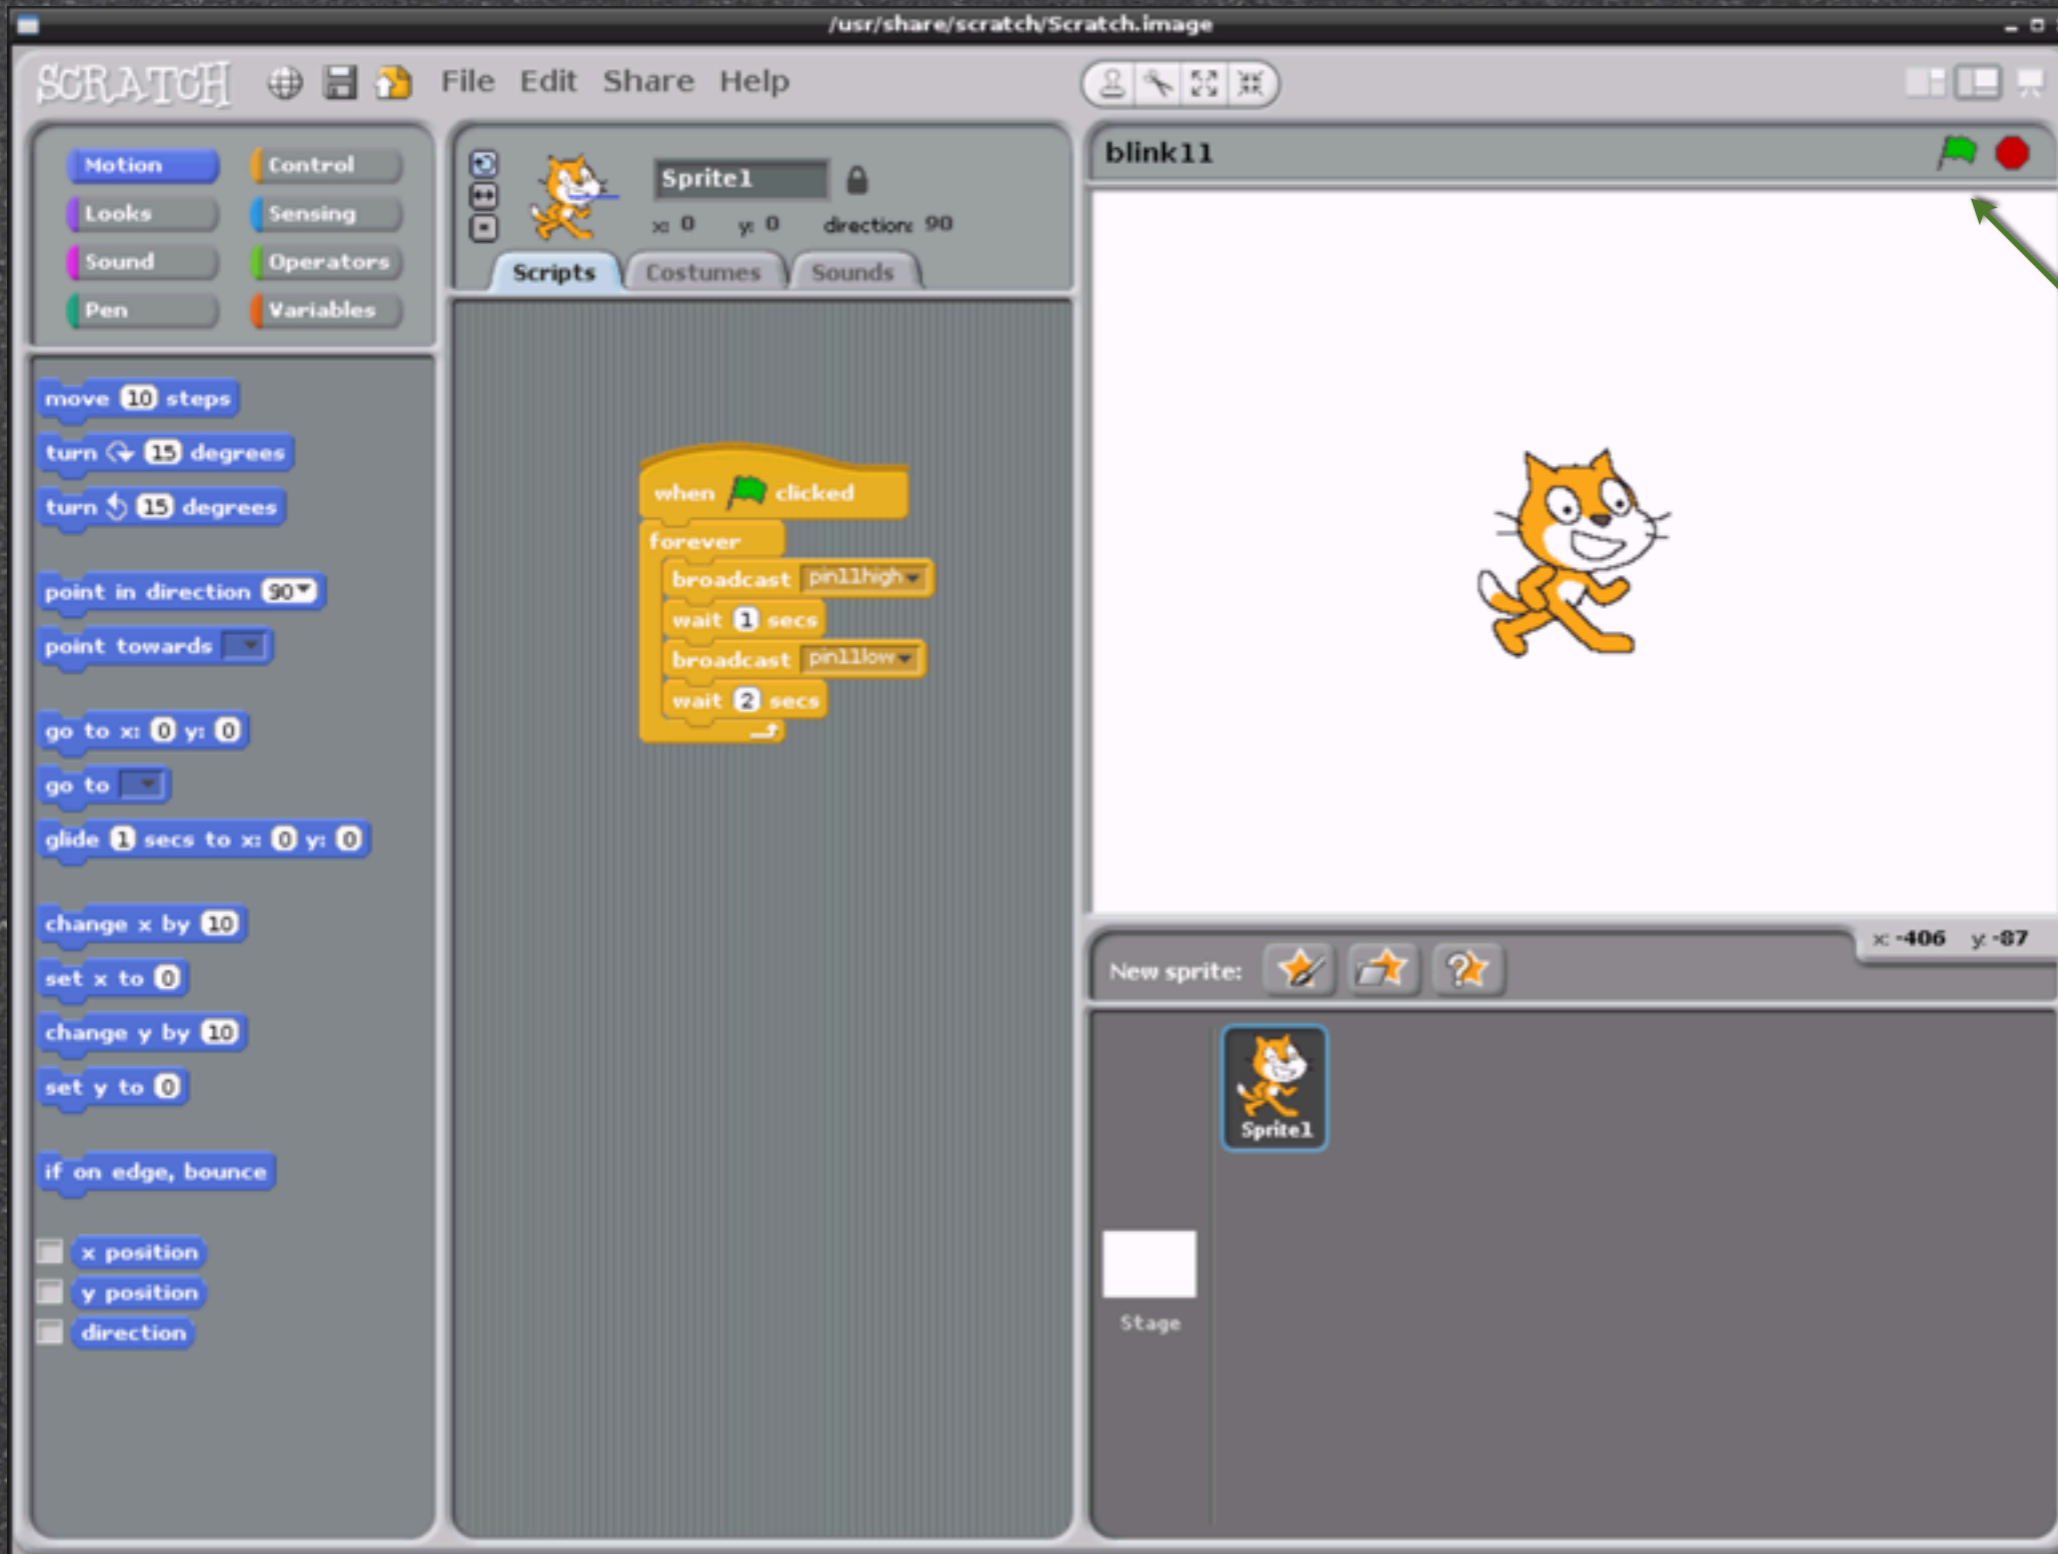 /usr/share/scratch/Scratch.image
SCRATCH File Edit Share Help
Motion Control
Looks Sensing
Sound Operators
Pen Variables
move 10 steps
turn 15 degrees
turn 15 degrees
point in direction 90
point towards
go to x: 0 y: 0
go to
glide 1 secs to x: 0 y: 0
change x by 10
set x to 0
change y by 10
set y to 0
if on edge, bounce
x position
y position
direction
Sprite1
x: 0 y: 0 direction: 90
Scripts Costumes Sounds
when clicked
forever
broadcast pin11high
wait 1 secs
broadcast pin11low
wait 2 secs
blink11
x: -406 y: -87
New sprite:
Sprite1
Stage